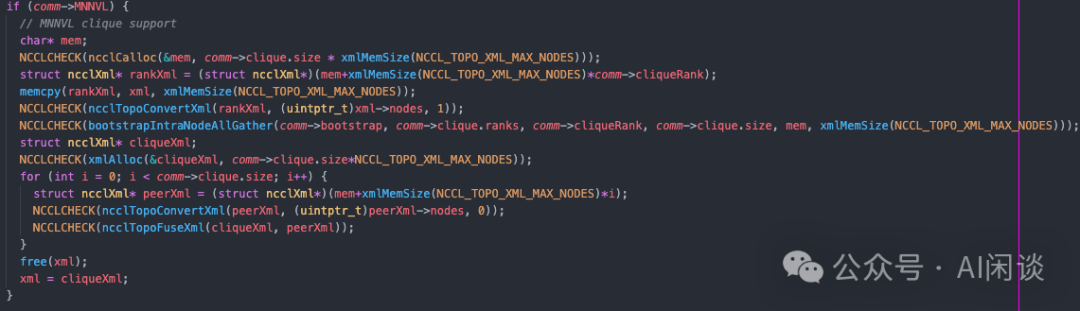 if (comm->MNNVL) {
// MNNVL clique support
char* mem;
NCCLCHECK(ncclCalloc(&mem, comm->clique.size * xmlMemSize(NCCL_TOPO_XML_MAX_NODES)));
struct ncclXml* rankXml = (struct ncclXml*)(mem+xmlMemSize(NCCL_TOPO_XML_MAX_NODES)*comm->cliqueRank);
memcpy(rankXml, xml, xmlMemSize(NCCL_TOPO_XML_MAX_NODES));
NCCLCHECK(ncclTopoConvertXml(rankXml, (uintptr_t)xml->nodes, 1));
NCCLCHECK(bootstrapIntraNodeAllGather(comm->bootstrap, comm->clique.ranks, comm->cliqueRank, comm->clique.size, mem, xmlMemSize(NCCL_TOPO_XML_MAX_NODES)));
struct ncclXml* cliqueXml;
NCCLCHECK(xmlAlloc(&cliqueXml, comm->clique.size*NCCL_TOPO_XML_MAX_NODES));
for (int i = 0; i < comm->clique.size; i++) {
struct ncclXml* peerXml = (struct ncclXml*)(mem+xmlMemSize(NCCL_TOPO_XML_MAX_NODES)*i);
NCCLCHECK(ncclTopoConvertXml(peerXml, (uintptr_t)peerXml->nodes, 0));
NCCLCHECK(ncclTopoFuseXml(cliqueXml, peerXml));
}
free(xml);
xml = cliqueXml;
}
公众号 · AI闲谈